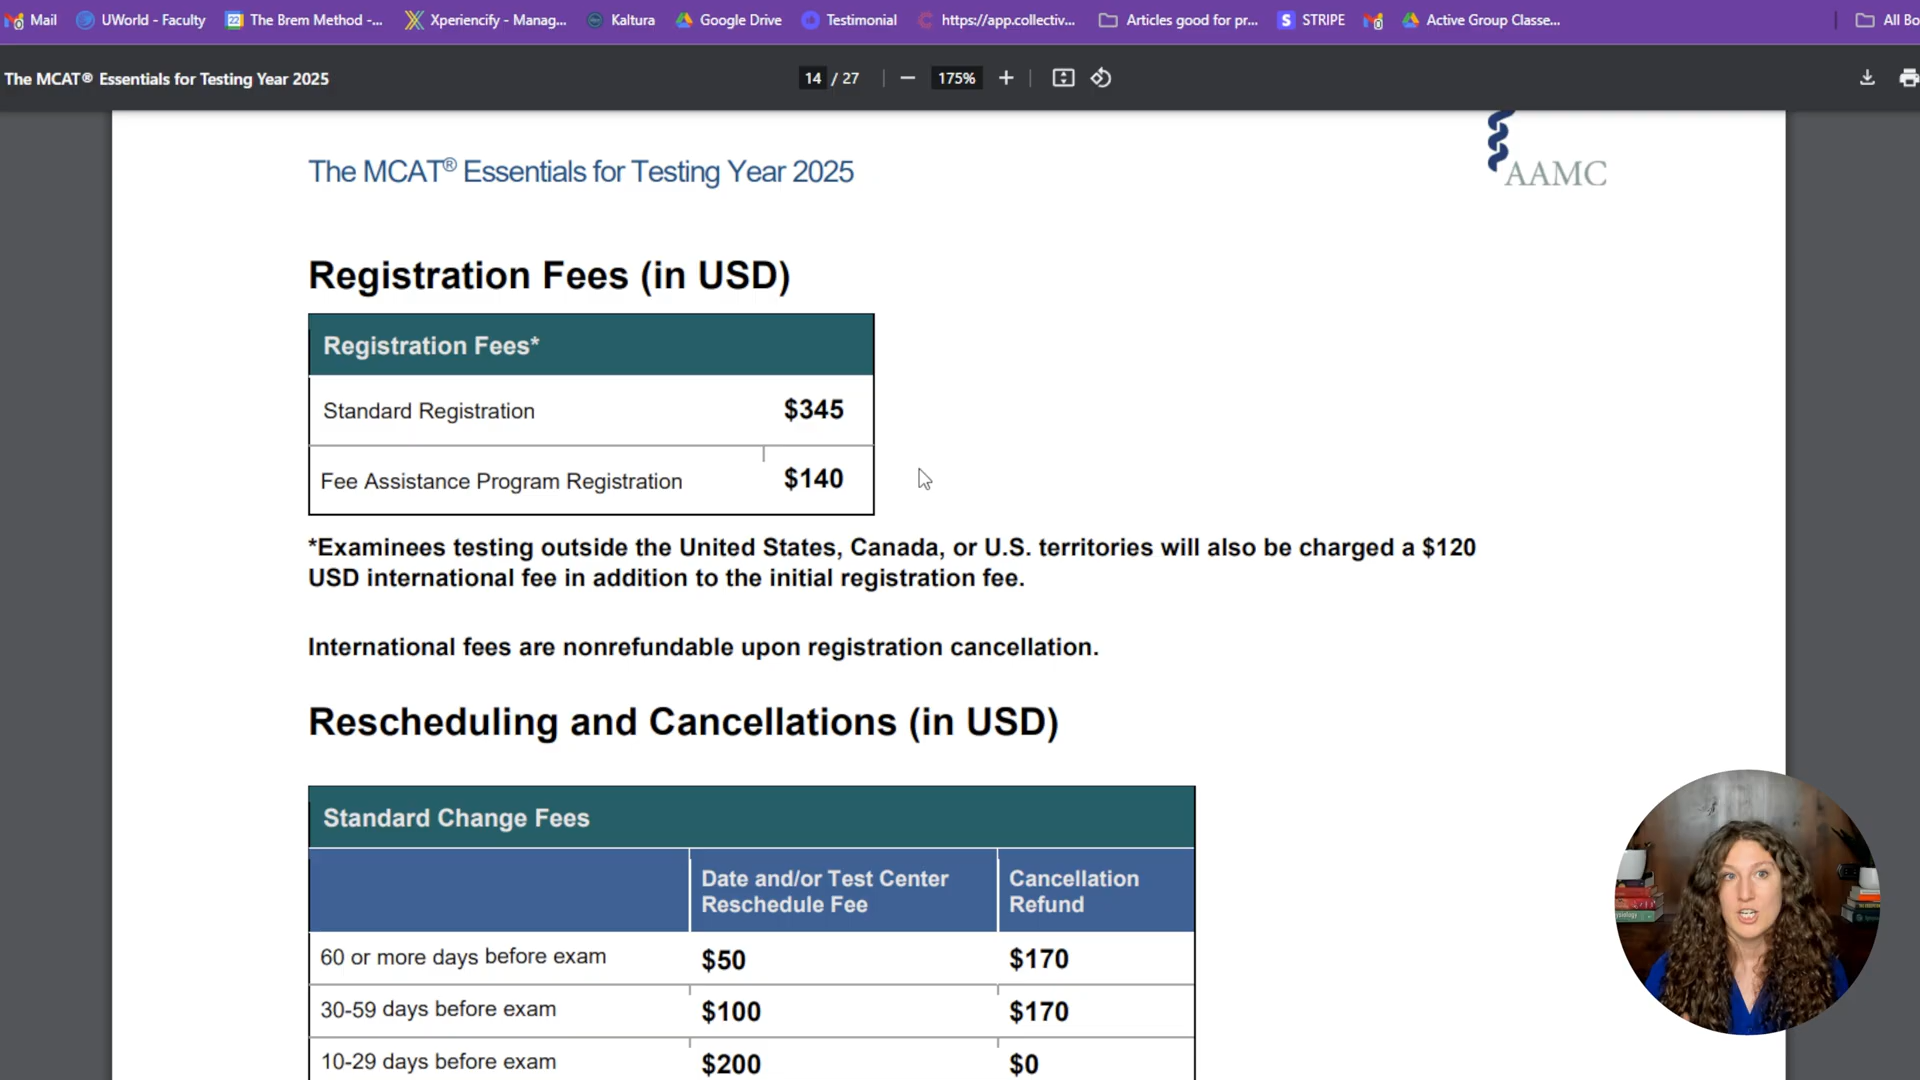 Mail
UWorld - Faculty
22
The Brem Method -...
Xperiencify - Manag...
Kaltura
Google Drive
Testimonial
https://app.collectiv...
Articles good for pr...
S
STRIPE
Active Group Classe...
All Bo
The MCAT® Essentials for Testing Year 2025
14 / 27
175%
The MCAT® Essentials for Testing Year 2025
AAMC
Registration Fees (in USD)
Registration Fees*
Standard Registration $345
Fee Assistance Program Registration $140
*Examinees testing outside the United States, Canada, or U.S. territories will also be charged a $120
USD international fee in addition to the initial registration fee.
International fees are nonrefundable upon registration cancellation.
Rescheduling and Cancellations (in USD)
Standard Change Fees
Date and/or Test Center
Reschedule Fee
Cancellation
Refund
60 or more days before exam $50 $170
30-59 days before exam $100 $170
10-29 days before exam $200 $0